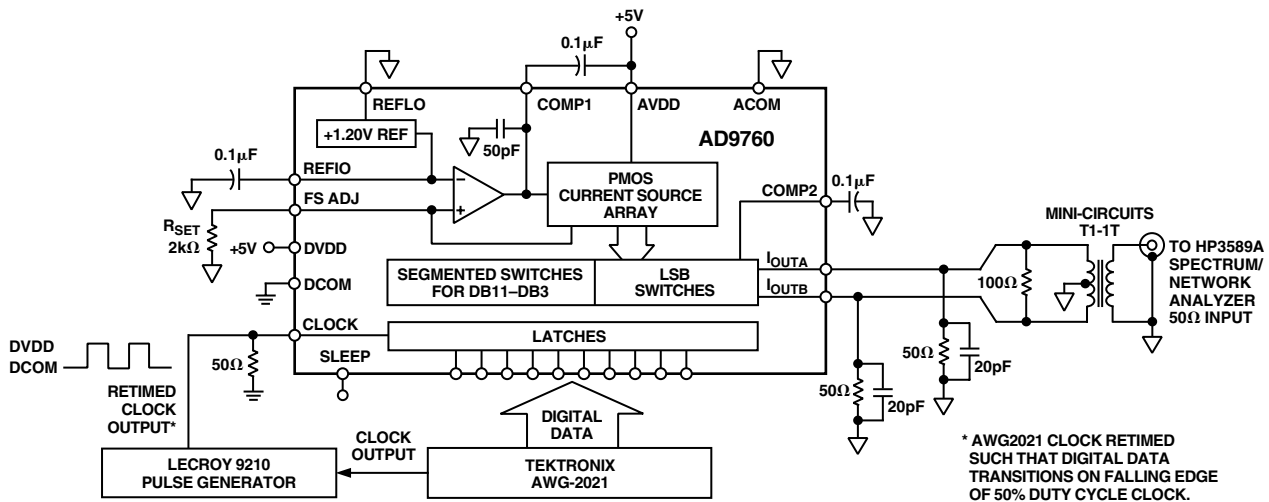 +5V
0.1µF
REFLO
COMP1
AVDD
ACOM
+1.20V REF
50pF
AD9760
0.1µF
REFIO
PMOS
CURRENT SOURCE
ARRAY
COMP2
0.1µF
FS ADJ
RSET
2kΩ
+5V
DVDD
DCOM
SEGMENTED SWITCHES
FOR DB11–DB3
LSB
SWITCHES
IOUTA
IOUTB
MINI-CIRCUITS
T1-1T
100Ω
TO HP3589A
SPECTRUM/
NETWORK
ANALYZER
50Ω INPUT
CLOCK
LATCHES
DVDD
DCOM
50Ω
SLEEP
50Ω
20pF
50Ω
20pF
RETIMED
CLOCK
OUTPUT*
DIGITAL
DATA
CLOCK
OUTPUT
LECROY 9210
PULSE GENERATOR
TEKTRONIX
AWG-2021
* AWG2021 CLOCK RETIMED
SUCH THAT DIGITAL DATA
TRANSITIONS ON FALLING EDGE
OF 50% DUTY CYCLE CLOCK.